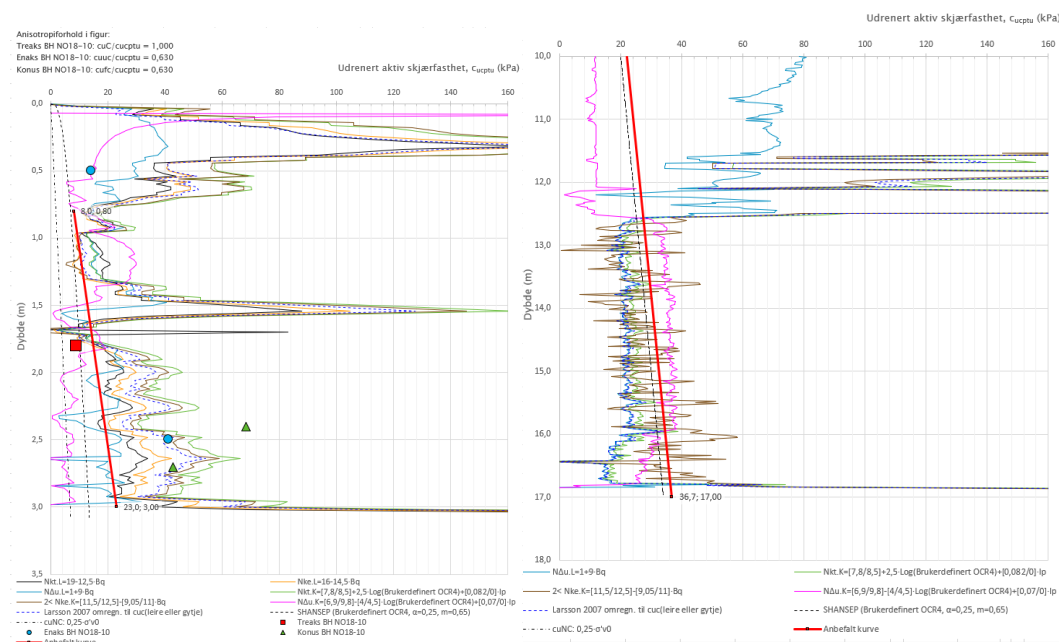 Anisotropiforhold i figur:
Treaks BH NO18-10: cuC/cucptu = 1,000
Enaks BH NO18-10: cuuc/cucptu = 0,630
Konus BH NO18-10: cufc/cucptu = 0,630
Udrenert aktiv skjærfasthet, cucptu (kPa)
0 20 40 60 80 100 120 140 160
Dybde (m)
0,0
0,5
1,0
1,5
2,0
2,5
3,0
3,5
8,0; 0,80
23,0; 3,00
Nkt.L=19-12,5·Bq
Nke.L=16-14,5·Bq
NΔu.L=1+9·Bq
Nkt.K=[7,8/8,5]+2,5·Log(Brukerdefinert OCR4)+[0,082/0]·Ip
2< Nke.K=[11,5/12,5]-[9,05/11]·Bq
NΔu.K=[6,9/9,8]-[4/4,5]·Log(Brukerdefinert OCR4)+[0,07/0]·Ip
Larsson 2007 omregn. til cuc(leire eller gytje)
SHANSEP (Brukerdefinert OCR4, α=0,25, m=0,65)
cuNC: 0,25·σ'v0
Treaks BH NO18-10
Enaks BH NO18-10
Konus BH NO18-10
Anbefalt kurve
Udrenert aktiv skjærfasthet, cucptu (kPa)
0 20 40 60 80 100 120 140 160
Dybde (m)
10,0
11,0
12,0
13,0
14,0
15,0
16,0
17,0
18,0
36,7; 17,00
NΔu.L=1+9·Bq
Nkt.K=[7,8/8,5]+2,5·Log(Brukerdefinert OCR4)+[0,082/0]·Ip
2< Nke.K=[11,5/12,5]-[9,05/11]·Bq
NΔu.K=[6,9/9,8]-[4/4,5]·Log(Brukerdefinert OCR4)+[0,07/0]·Ip
Larsson 2007 omregn. til cuc(leire eller gytje)
SHANSEP (Brukerdefinert OCR4, α=0,25, m=0,65)
cuNC: 0,25·σ'v0
Anbefalt kurve